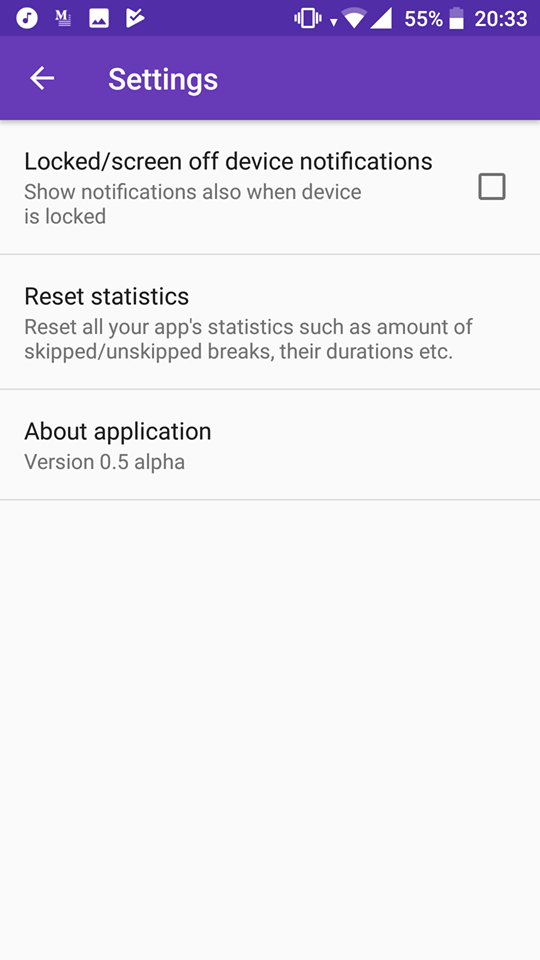 55% 20:33
Settings
Locked/screen off device notifications
Show notifications also when device
is locked
Reset statistics
Reset all your app's statistics such as amount of
skipped/unskipped breaks, their durations etc.
About application
Version 0.5 alpha